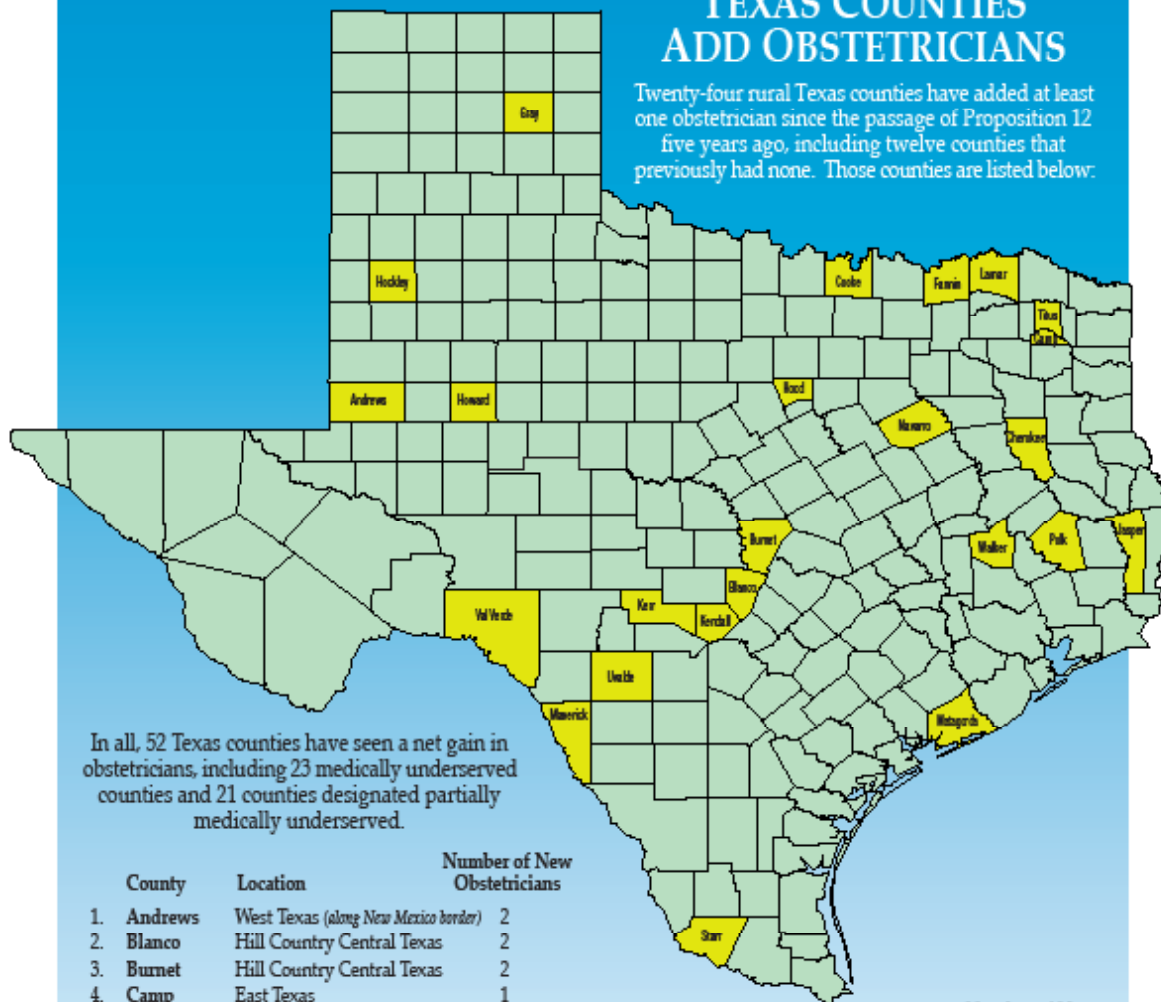 TEXAS COUNTIES
ADD OBSTETRICIANS
Twenty-four rural Texas counties have added at least
one obstetrician since the passage of Proposition 12
five years ago, including twelve counties that
previously had none. Those counties are listed below:
Gray
Hockley
Cooke
Fannin
Lamar
Titus
Camp
Andrews
Howard
Hood
Navarro
Cherokee
Burnet
Walker
Polk
Jasper
Blanco
Kerr
Kendall
Val Verde
Uvalde
Maverick
Matagorda
Starr
In all, 52 Texas counties have seen a net gain in
obstetricians, including 23 medically underserved
counties and 21 counties designated partially
medically underserved.
Number of New
County Location Obstetricians
1. Andrews West Texas (along New Mexico border) 2
2. Blanco Hill Country Central Texas 2
3. Burnet Hill Country Central Texas 2
4. Camp East Texas 1